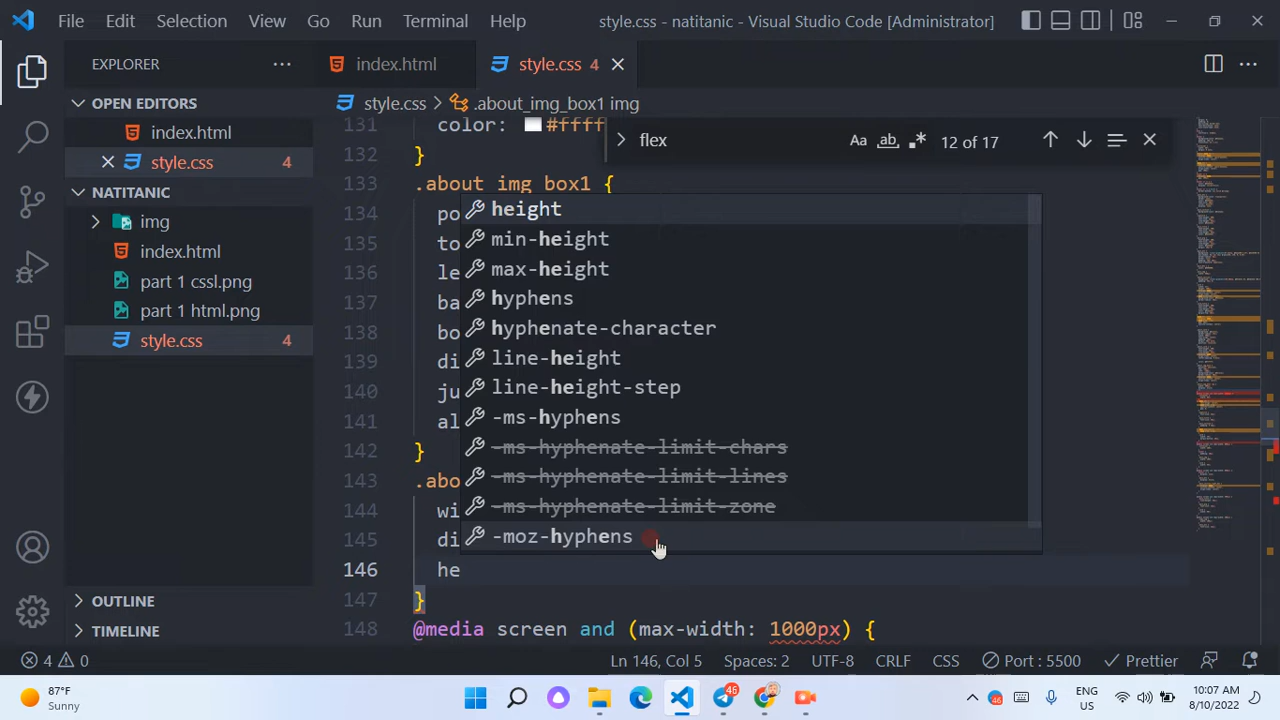 File Edit Selection View Go Run Terminal Help style.css - natitanic - Visual Studio Code [Administrator]
EXPLORER
index.html style.css 4
OPEN EDITORS
index.html
style.css 4
NATITANIC
img
index.html
part 1 cssl.png
part 1 html.png
style.css 4
OUTLINE
TIMELINE
style.css > .about_img_box1 img
flex Aa ab 12 of 17
131 color: #ffff
132 }
133 .about_img_box1 {
134 po
135 to
136 le
137 ba
138 bo
139 di
140 ju
141 al
142 }
143 .abo
144 wi
145 di
146 he
147 }
148 @media screen and (max-width: 1000px) {
height
min-height
max-height
hyphens
hyphenate-character
line-height
line-height-step
-ms-hyphens
-ms-hyphenate-limit-chars
-ms-hyphenate-limit-lines
-ms-hyphenate-limit-zone
-moz-hyphens
4 0 Ln 146, Col 5 Spaces: 2 UTF-8 CRLF CSS Port : 5500 Prettier
87°F
Sunny
46
46
ENG
US
10:07 AM
8/10/2022